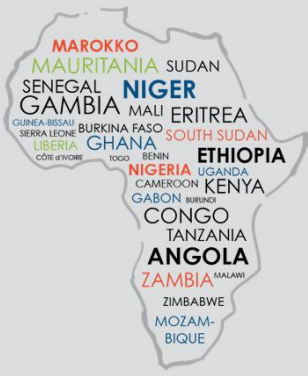 MAROKKO
MAURITANIA SUDAN
SENEGAL NIGER
GAMBIA MALI ERITREA
GUINEA-BISSAU BURKINA FASO SOUTH SUDAN
SIERRA LEONE GHANA
LIBERIA ETHIOPIA
CÔTE d'IVOIRE TOGO BENIN
NIGERIA UGANDA
CAMEROON KENYA
GABON BURUNDI
CONGO
TANZANIA
ANGOLA
ZAMBIA MALAWI
ZIMBABWE
MOZAM-
BIQUE